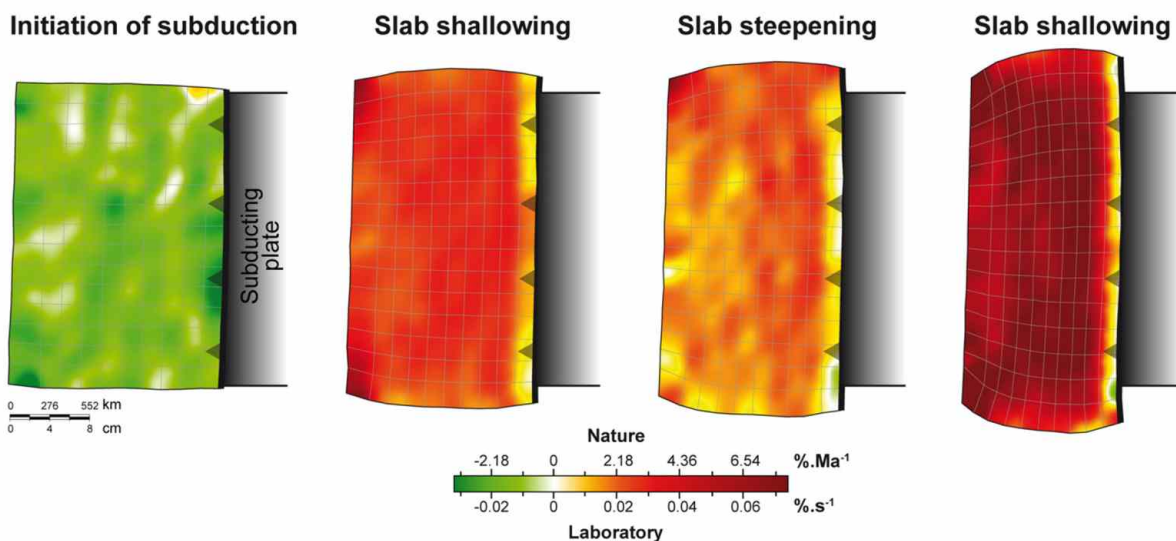 Initiation of subduction
Slab shallowing
Slab steepening
Slab shallowing
Subducting
plate
0 276 552 km
0 4 8 cm
Nature
-2.18 0 2.18 4.36 6.54 %.Ma⁻¹
-0.02 0 0.02 0.04 0.06 %.s⁻¹
Laboratory